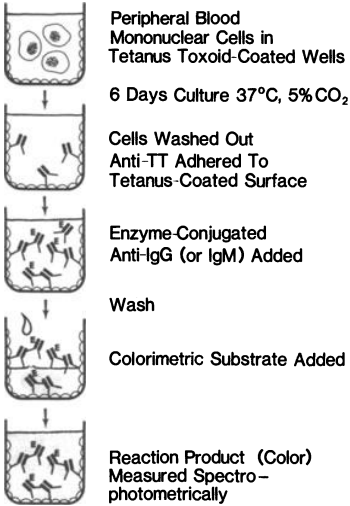 Peripheral Blood
Mononuclear Cells in
Tetanus Toxoid-Coated Wells
6 Days Culture 37°C, 5% CO₂
Cells Washed Out
Anti-TT Adhered To
Tetanus-Coated Surface
Enzyme-Conjugated
Anti-IgG (or IgM) Added
Wash
Colorimetric Substrate Added
Reaction Product (Color)
Measured Spectro-
photometrically